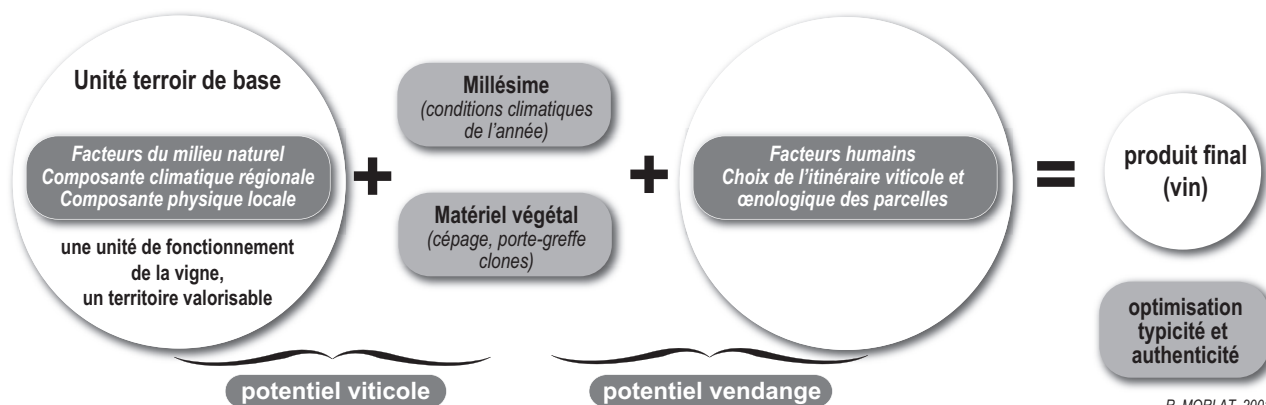 Unité terroir de base
Facteurs du milieu naturel
Composante climatique régionale
Composante physique locale
une unité de fonctionnement
de la vigne,
un territoire valorisable
+
Millésime
(conditions climatiques
de l’année)
Matériel végétal
(cépage, porte-greffe
clones)
+
Facteurs humains
Choix de l’itinéraire viticole et
œnologique des parcelles
=
produit final
(vin)
optimisation
typicité et
authenticité
potentiel viticole
potentiel vendange
R. MORLAT